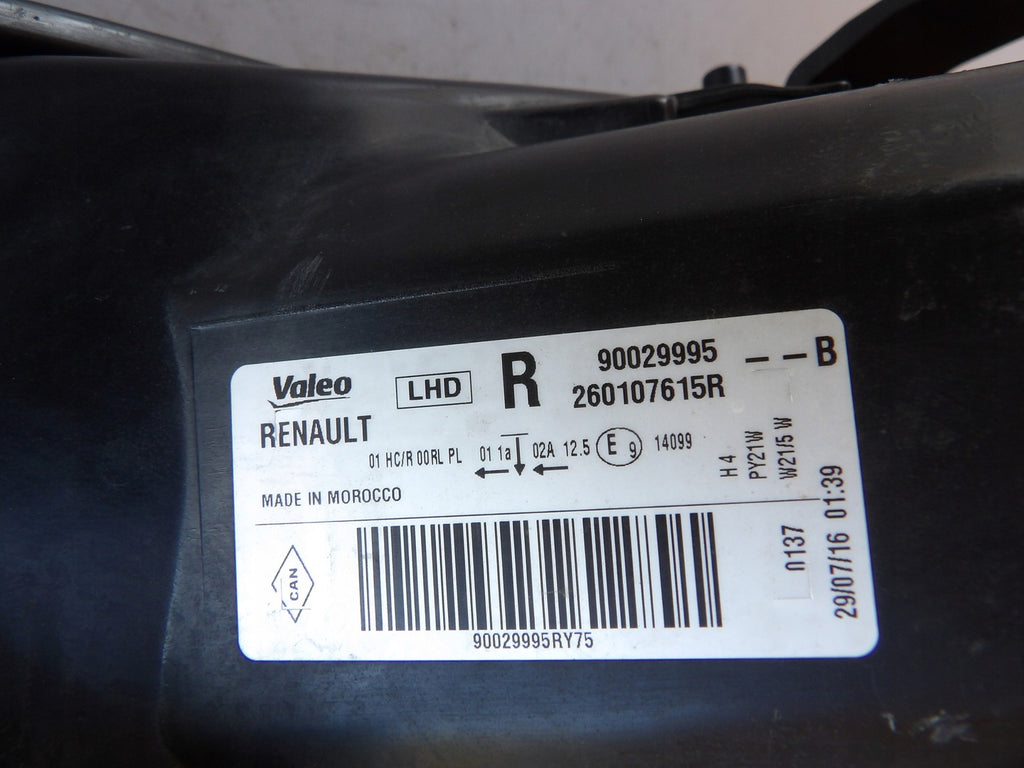 Valeo LHD R 90029995 – – B
RENAULT 260107615R
01 HC/R 00RL PL 01 1a 02A 12.5 E 9 14099
MADE IN MOROCCO
H4
PY21W
W21/5 W
CAN
90029995RY75
0137
29/07/16 01:39